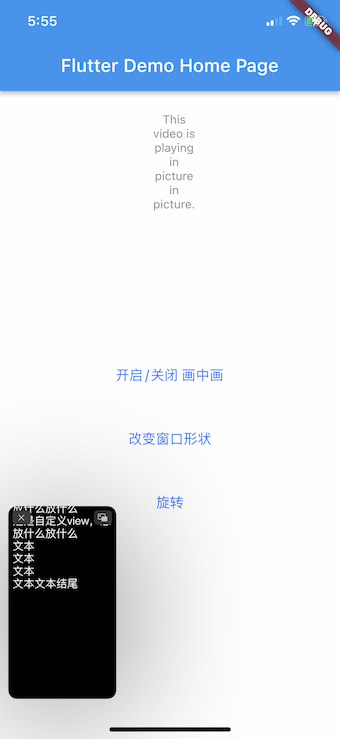 5:55
DEBUG
Flutter Demo Home Page
This
video is
playing
in
picture
in
picture.
开启/关闭 画中画
改变窗口形状
旋转
放什么放什么
是自定义view,
放什么放什么
文本
文本
文本
文本文本结尾